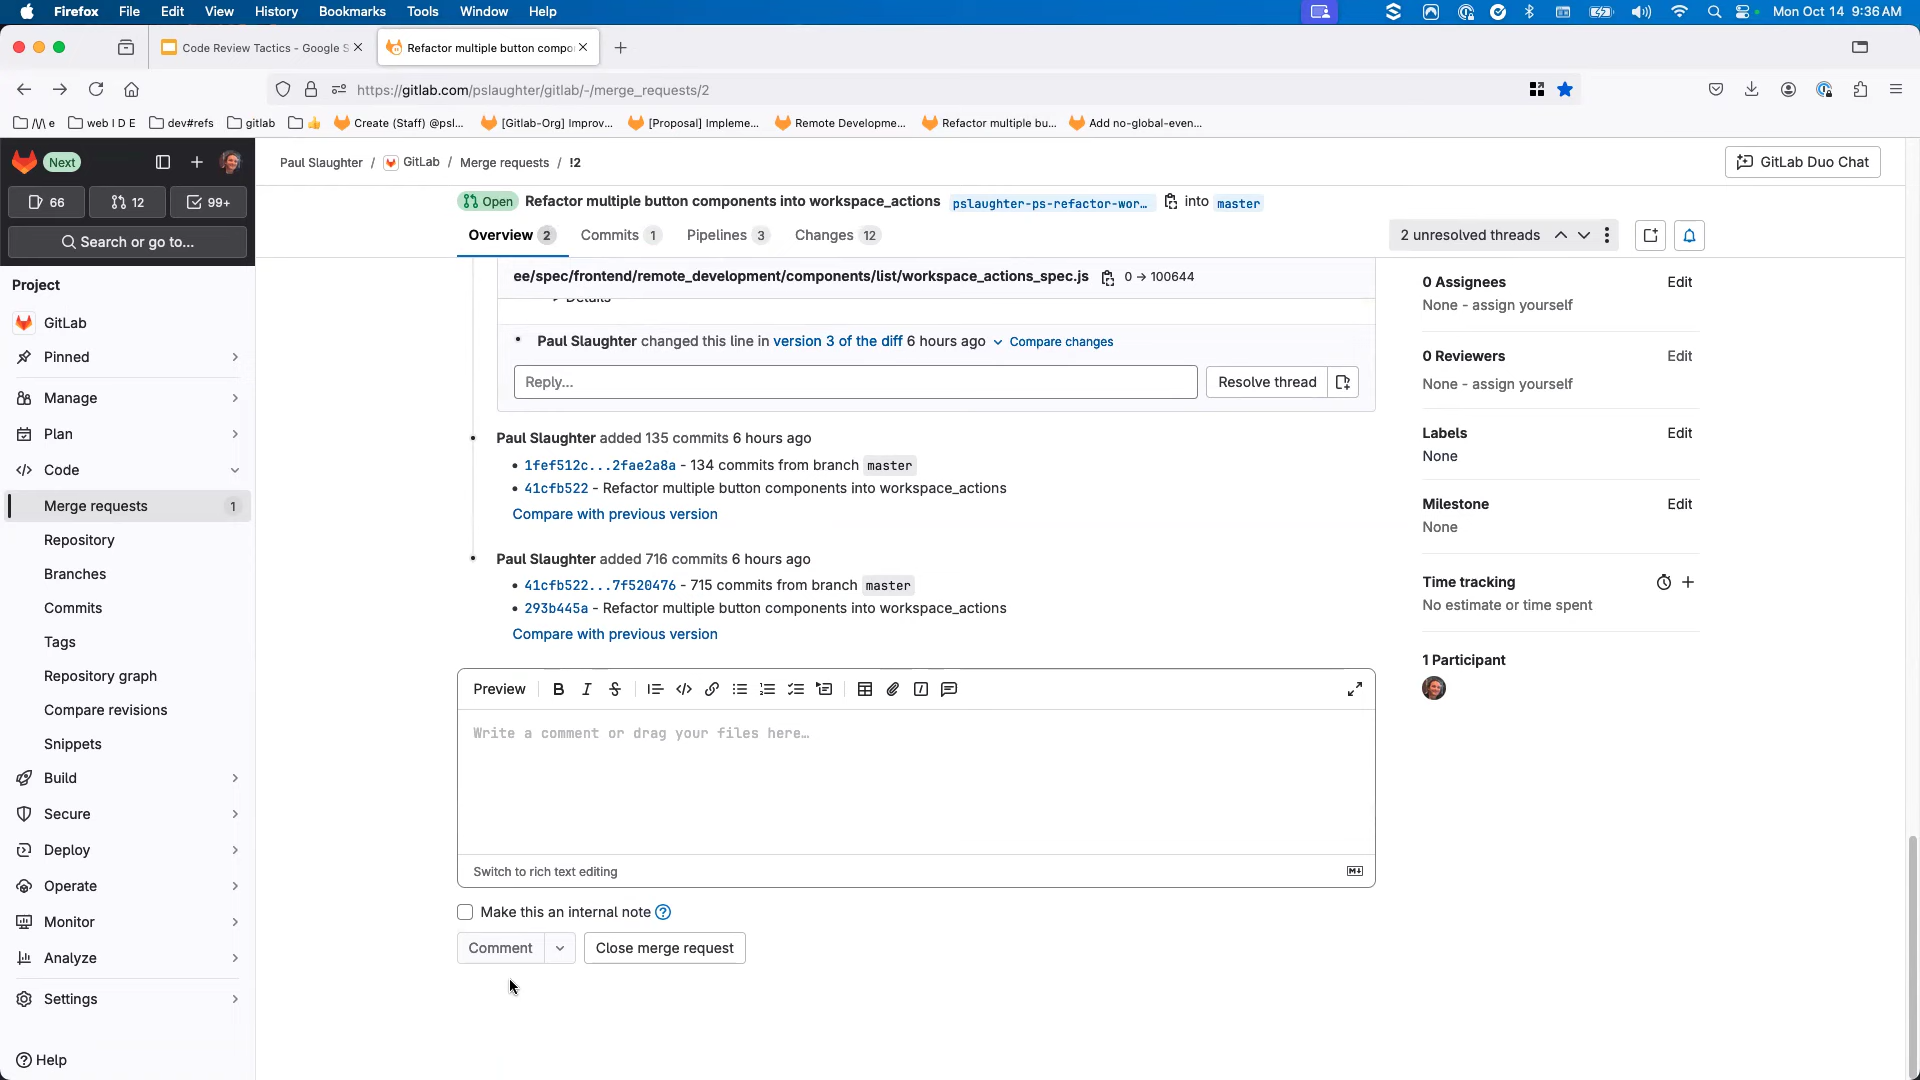 Firefox File Edit View History Bookmarks Tools Window Help Mon Oct 14 9:36 AM
Code Review Tactics - Google S Refactor multiple button compo
https://gitlab.com/pslaughter/gitlab/-/merge_requests/2
web I D E dev#refs gitlab Create (Staff) @psl... [Gitlab-Org] Improv... [Proposal] Impleme... Remote Developme... Refactor multiple bu... Add no-global-even...
Next
Paul Slaughter / GitLab / Merge requests / !2
GitLab Duo Chat
66 12 99+
Search or go to...
Open Refactor multiple button components into workspace_actions pslaughter-ps-refactor-wor... into master
Overview 2 Commits 1 Pipelines 3 Changes 12
2 unresolved threads
Project
GitLab
Pinned
Manage
Plan
Code
Merge requests 1
Repository
Branches
Commits
Tags
Repository graph
Compare revisions
Snippets
Build
Secure
Deploy
Operate
Monitor
Analyze
Settings
Help
ee/spec/frontend/remote_development/components/list/workspace_actions_spec.js 0 → 100644
Details
Paul Slaughter changed this line in version 3 of the diff 6 hours ago Compare changes
Reply...
Resolve thread
Paul Slaughter added 135 commits 6 hours ago
1fef512c...2fae2a8a - 134 commits from branch master
41cfb522 - Refactor multiple button components into workspace_actions
Compare with previous version
Paul Slaughter added 716 commits 6 hours ago
41cfb522...7f520476 - 715 commits from branch master
293b445a - Refactor multiple button components into workspace_actions
Compare with previous version
Preview
Write a comment or drag your files here…
Switch to rich text editing
Make this an internal note
Comment Close merge request
0 Assignees Edit
None - assign yourself
0 Reviewers Edit
None - assign yourself
Labels Edit
None
Milestone Edit
None
Time tracking
No estimate or time spent
1 Participant